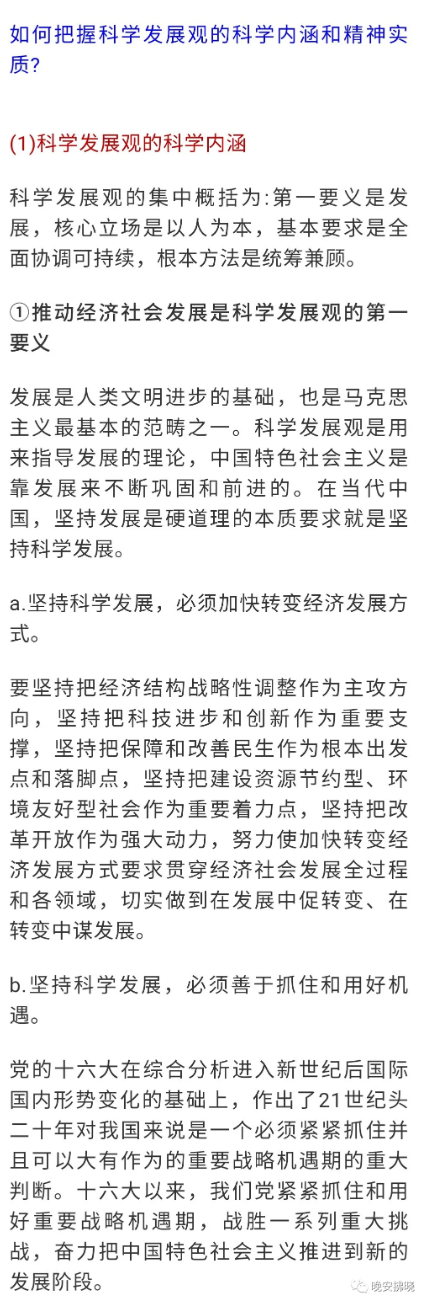 如何把握科学发展观的科学内涵和精神实
质?
(1)科学发展观的科学内涵
科学发展观的集中概括为:第一要义是发
展，核心立场是以人为本，基本要求是全
面协调可持续，根本方法是统筹兼顾。
①推动经济社会发展是科学发展观的第一
要义
发展是人类文明进步的基础，也是马克思
主义最基本的范畴之一。科学发展观是用
来指导发展的理论，中国特色社会主义是
靠发展来不断巩固和前进的。在当代中
国，坚持发展是硬道理的本质要求就是坚
持科学发展。
a.坚持科学发展，必须加快转变经济发展方
式。
要坚持把经济结构战略性调整作为主攻方
向，坚持把科技进步和创新作为重要支
撑，坚持把保障和改善民生作为根本出发
点和落脚点，坚持把建设资源节约型、环
境友好型社会作为重要着力点，坚持把改
革开放作为强大动力，努力使加快转变经
济发展方式要求贯穿经济社会发展全过程
和各领域，切实做到在发展中促转变、在
转变中谋发展。
b.坚持科学发展，必须善于抓住和用好机
遇。
党的十六大在综合分析进入新世纪后国际
国内形势变化的基础上，作出了21世纪头
二十年对我国来说是一个必须紧紧抓住并
且可以大有作为的重要战略机遇期的重大
判断。十六大以来，我们党紧紧抓住和用
好重要战略机遇期，战胜一系列重大挑
战，奋力把中国特色社会主义推进到新的
发展阶段。
晚安拂晓